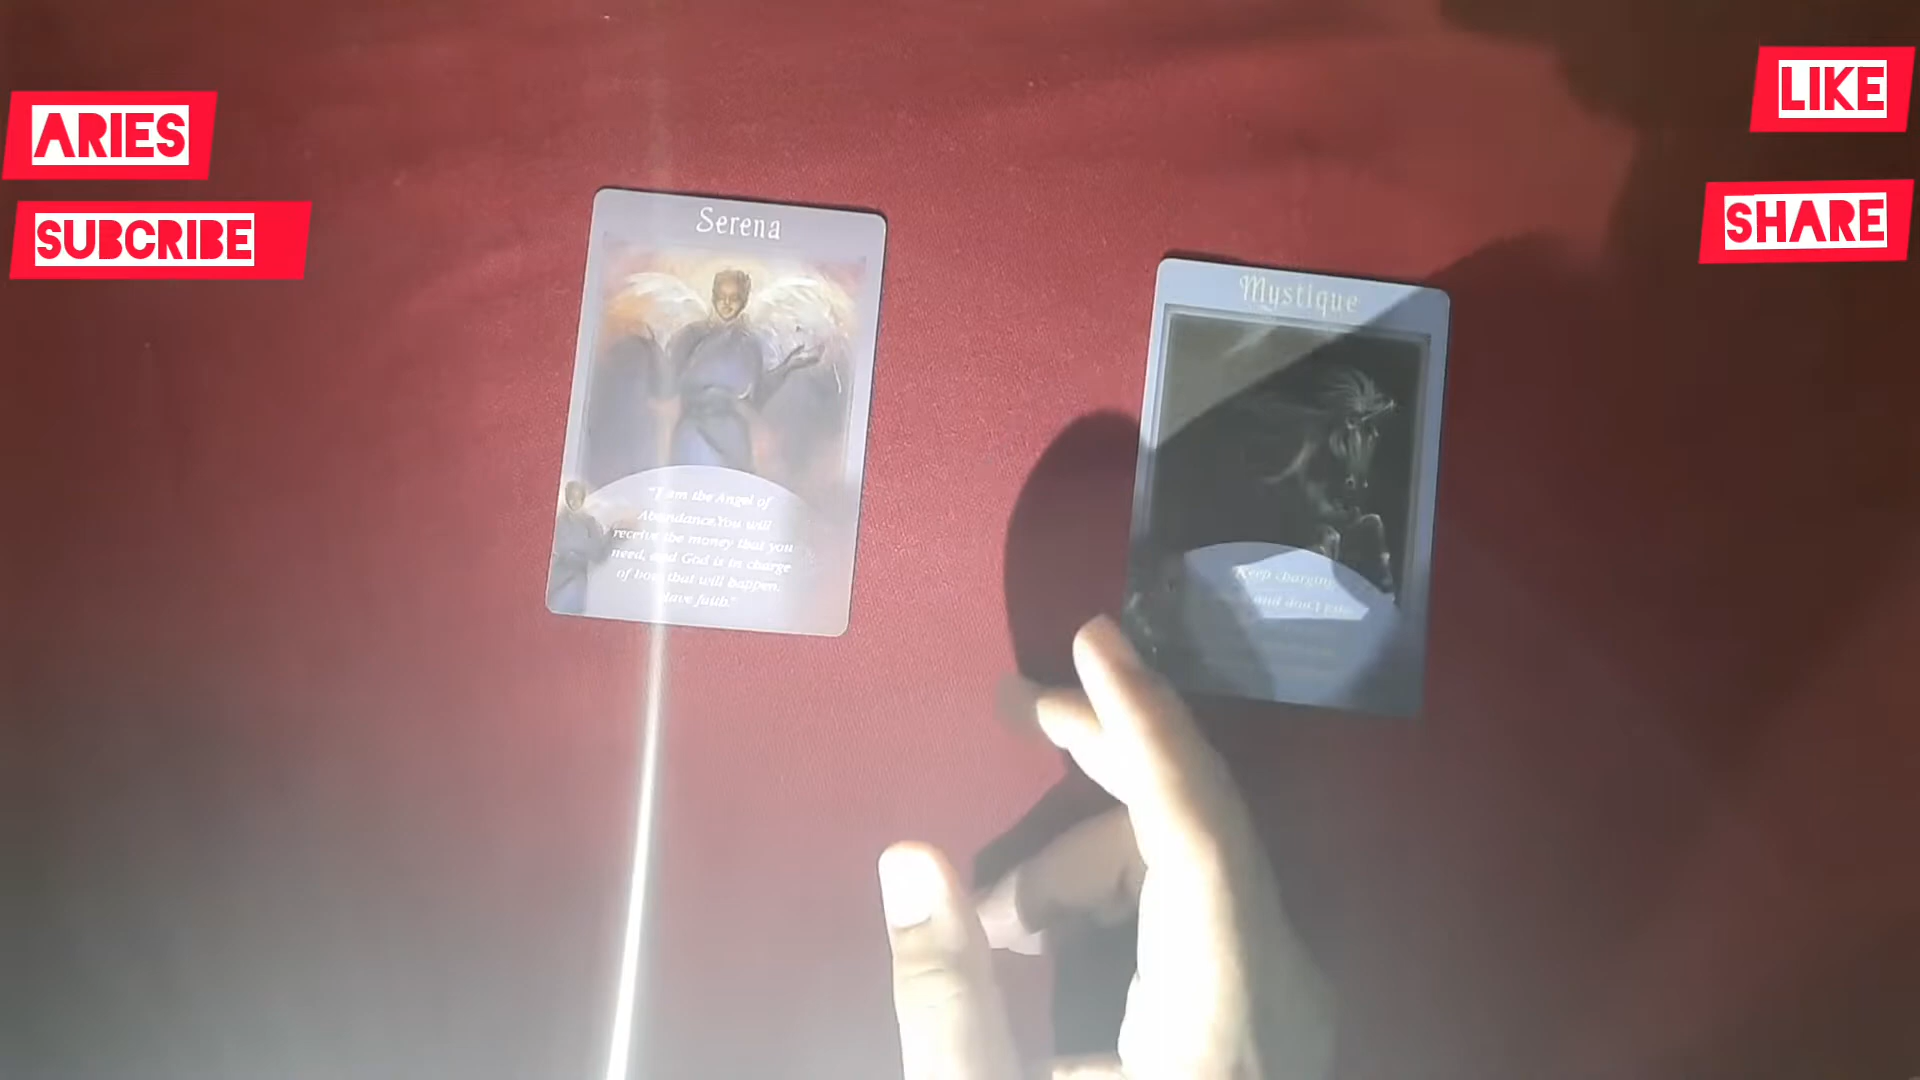 ARIES
SUBCRIBE
LIKE
SHARE
Serena
"I am the Angel of
Abundance. You will
receive the money that you
need, and God is in charge
of how that will happen.
Have faith."
Mystique
"Keep charging
and don't take